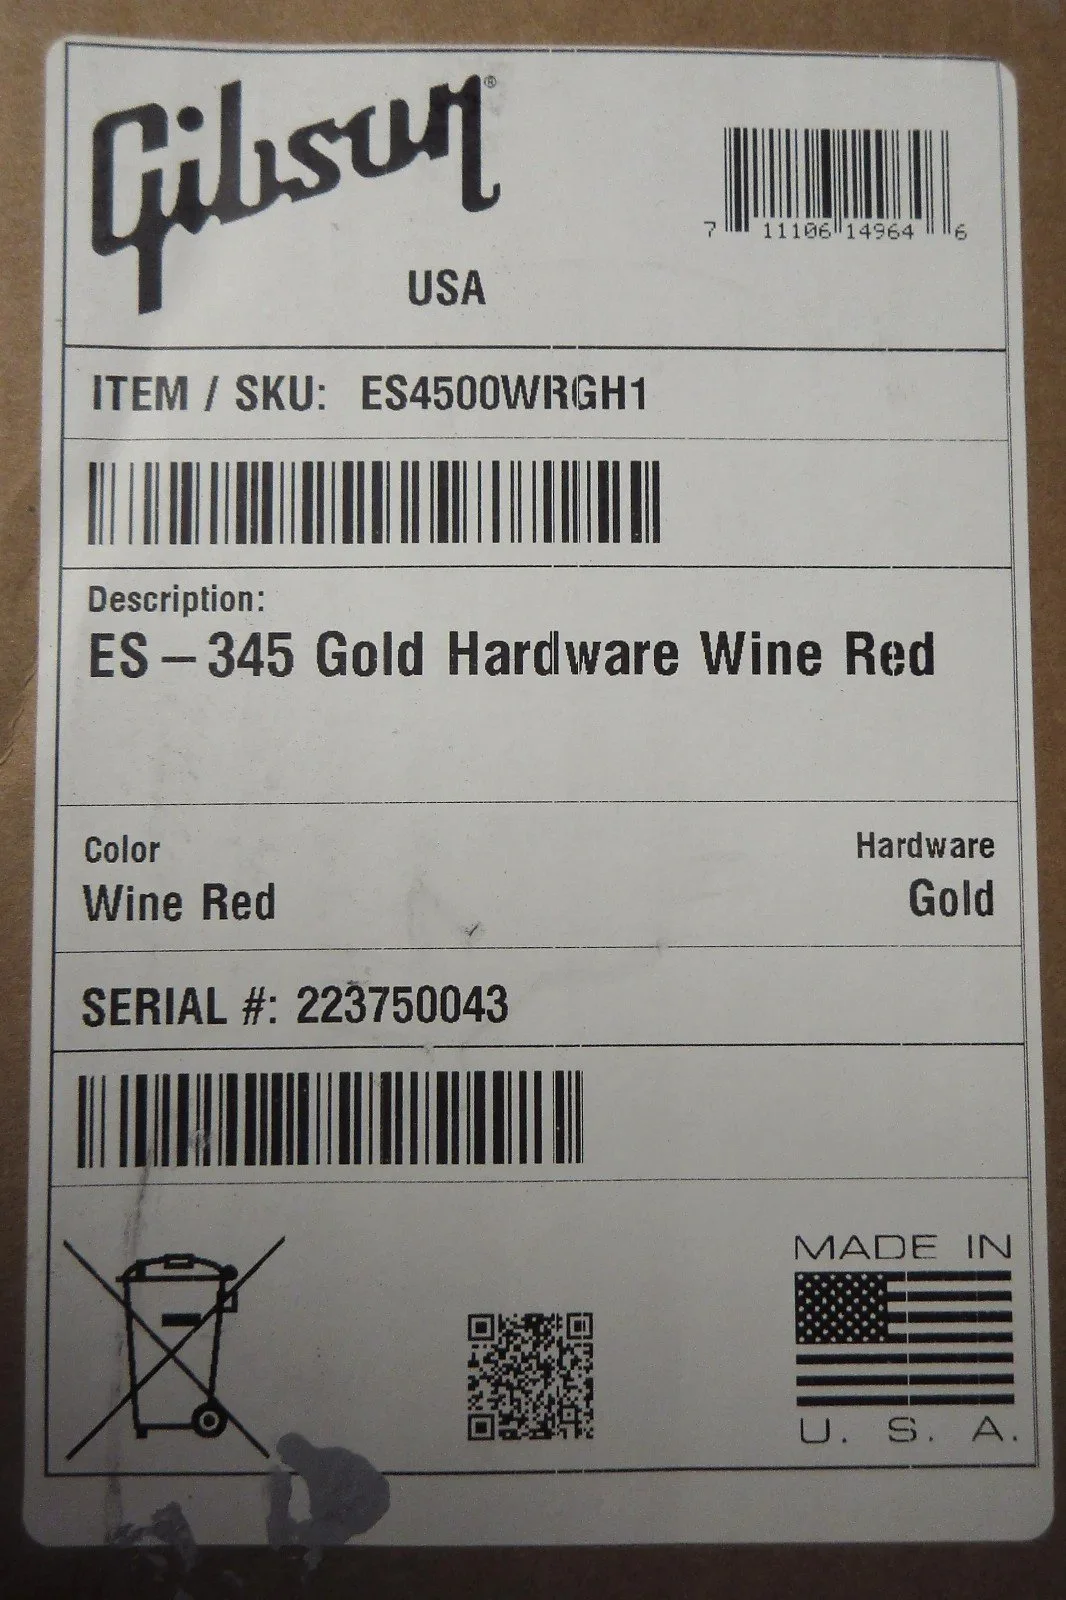 Gibson®
USA
7 11106 14964 6
ITEM / SKU: ES4500WRGH1
Description:
ES – 345 Gold Hardware Wine Red
Color
Wine Red
Hardware
Gold
SERIAL #: 223750043
MADE IN
U. S. A.